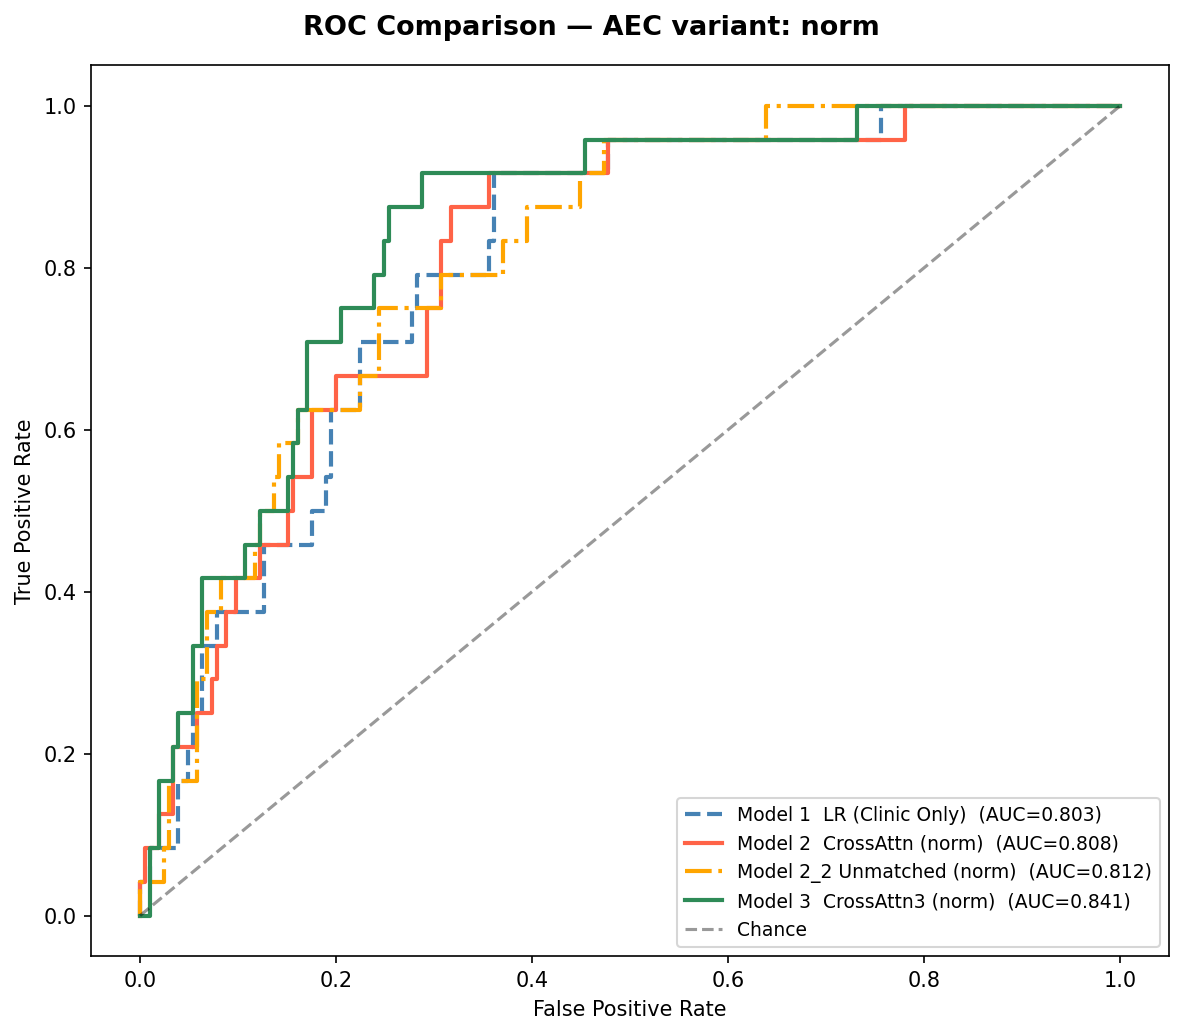 ROC Comparison — AEC variant: norm
1.0
0.8
0.6
0.4
0.2
0.0
True Positive Rate
0.0 0.2 0.4 0.6 0.8 1.0
False Positive Rate
Model 1  LR (Clinic Only)  (AUC=0.803)
Model 2  CrossAttn (norm)  (AUC=0.808)
Model 2_2 Unmatched (norm)  (AUC=0.812)
Model 3  CrossAttn3 (norm)  (AUC=0.841)
Chance